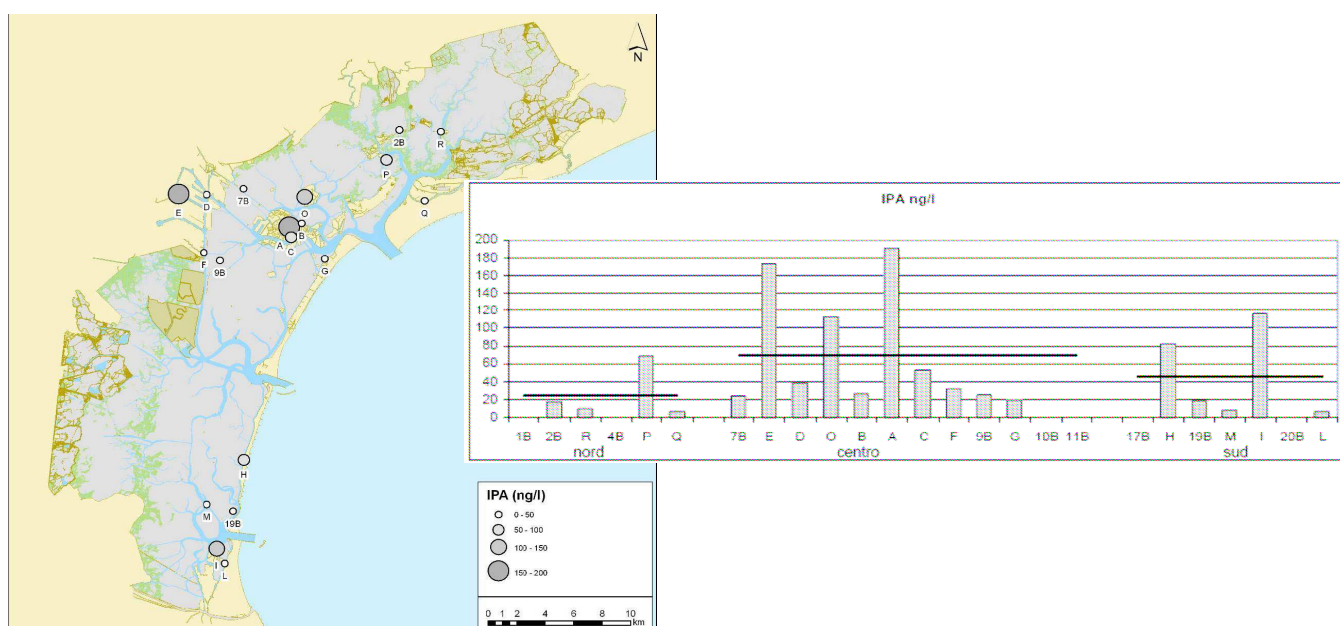 N
2B
R
P
E
D
7B
O
Q
B
A
C
F
9B
G
H
M
19B
I
L
IPA (ng/l)
0 - 50
50 - 100
100 - 150
150 - 200
0 1 2 4 6 8 10
km
IPA ng/l
200
180
160
140
120
100
80
60
40
20
0
1B 2B R 4B P Q 7B E D O B A C F 9B G 10B 11B 17B H 19B M I 20B L
nord centro sud